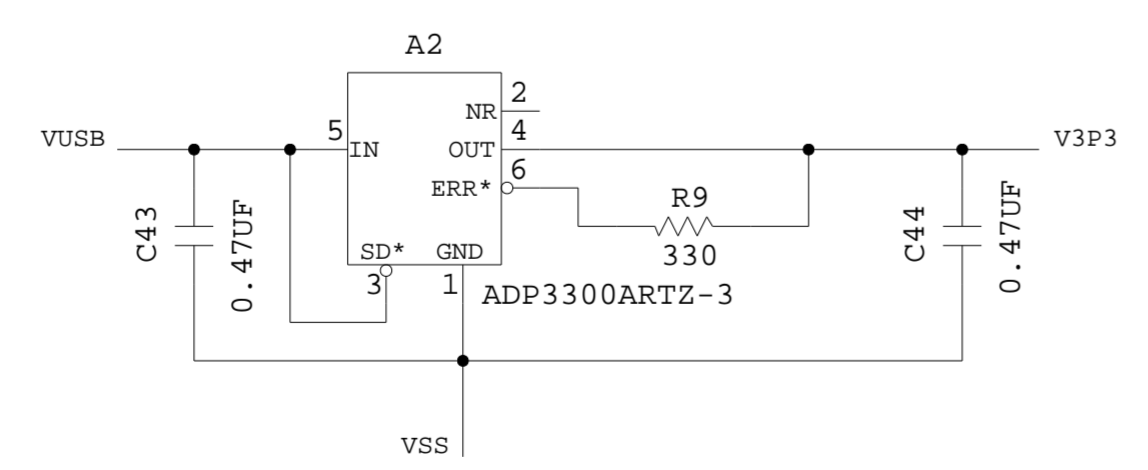 A2
NR 2
VUSB 5 IN OUT 4 V3P3
ERR* 6
R9
330
C43
0.47UF
C44
0.47UF
SD* GND
3 1 ADP3300ARTZ-3
VSS